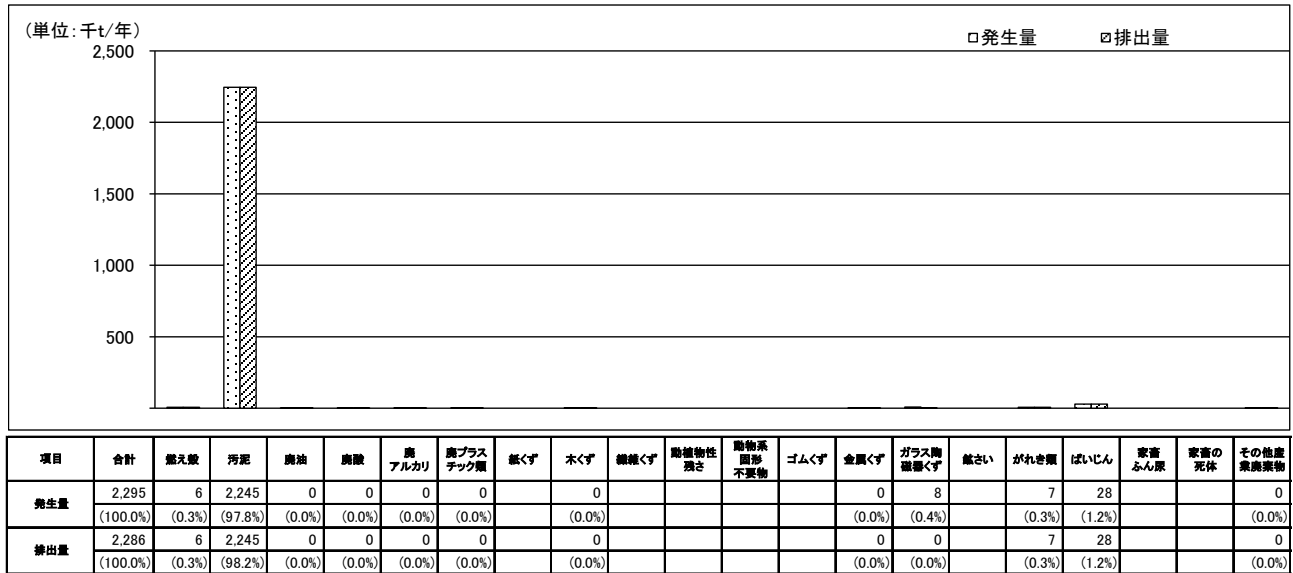 (単位:千t/年)
□発生量 ☑排出量
2,500
2,000
1,500
1,000
500
項目 合計 燃え殻 汚泥 廃油 廃酸 廃アルカリ 廃プラスチック類 紙くず 木くず 繊維くず 動植物性残さ 動物系固形不要物 ゴムくず 金属くず ガラス陶磁器くず 鉱さい がれき類 ばいじん 家畜ふん尿 家畜の死体 その他産業廃棄物
発生量 2,295 6 2,245 0 0 0 0 0 0 8 7 28 0
(100.0%) (0.3%) (97.8%) (0.0%) (0.0%) (0.0%) (0.0%) (0.0%) (0.0%) (0.4%) (0.3%) (1.2%) (0.0%)
排出量 2,286 6 2,245 0 0 0 0 0 0 0 7 28 0
(100.0%) (0.3%) (98.2%) (0.0%) (0.0%) (0.0%) (0.0%) (0.0%) (0.0%) (0.0%) (0.3%) (1.2%) (0.0%)